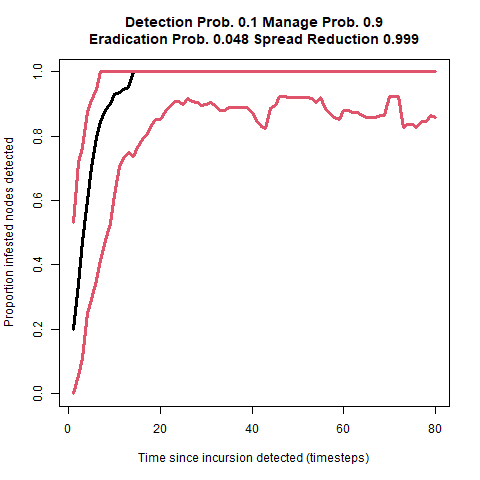 Detection Prob. 0.1 Manage Prob. 0.9
Eradication Prob. 0.048 Spread Reduction 0.999
Proportion infested nodes detected
1.0
0.8
0.6
0.4
0.2
0.0
0 20 40 60 80
Time since incursion detected (timesteps)